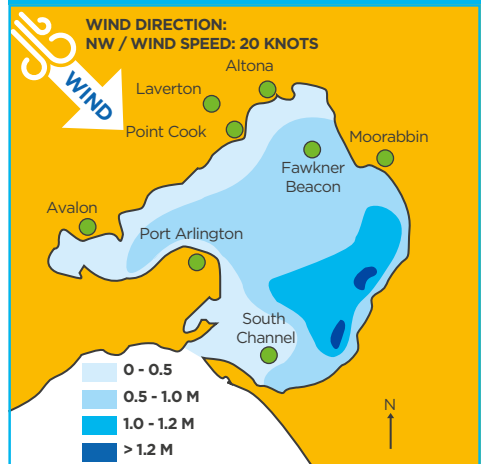 WIND DIRECTION:
NW / WIND SPEED: 20 KNOTS
WIND
Altona
Laverton
Point Cook
Moorabbin
Fawkner
Beacon
Avalon
Port Arlington
South
Channel
0 - 0.5
0.5 - 1.0 M
1.0 - 1.2 M
> 1.2 M
N